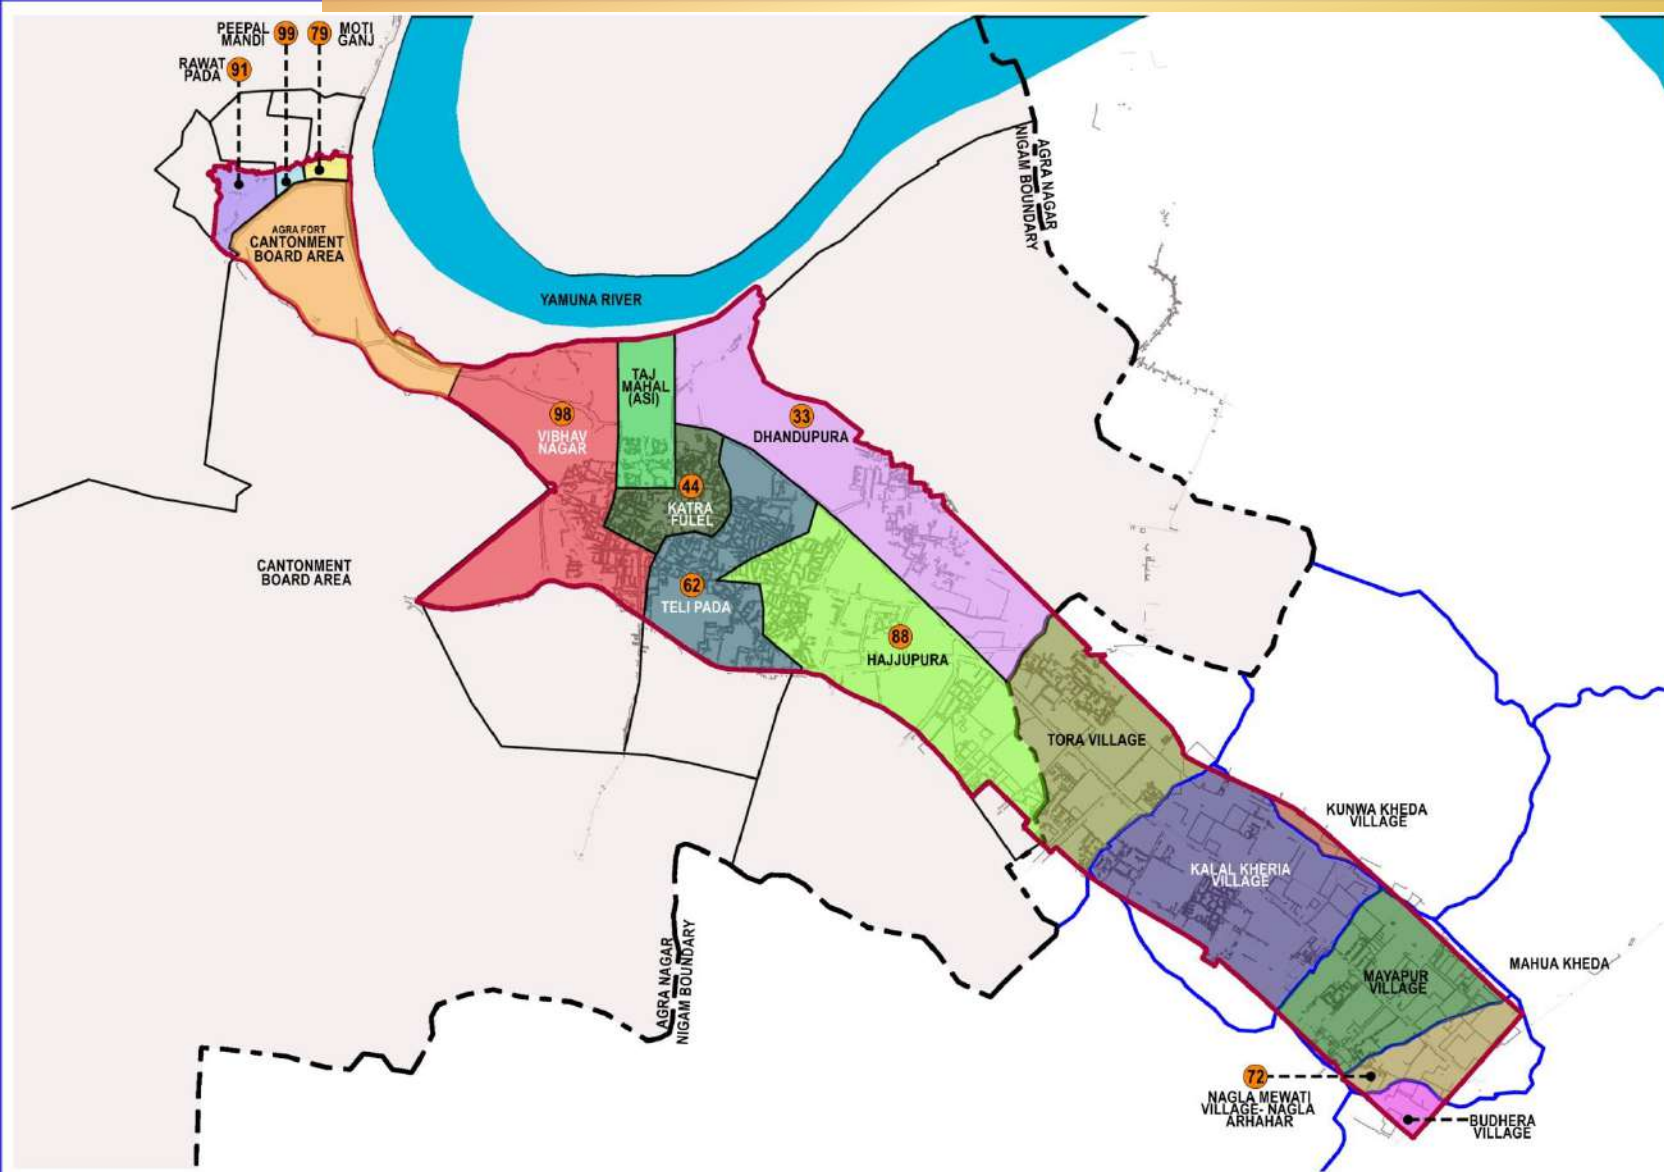 PEEPAL
MANDI
99
79
MOTI
GANJ
RAWAT
PADA
91
AGRA FORT
CANTONMENT
BOARD AREA
YAMUNA RIVER
AGRA NAGAR
NIGAM BOUNDARY
TAJ
MAHAL
(ASI)
98
VIBHAV
NAGAR
33
DHANDUPURA
44
KATRA
FULEL
CANTONMENT
BOARD AREA
62
TELI PADA
88
HAJJUPURA
TORA VILLAGE
KUNWA KHEDA
VILLAGE
KALAL KHERIA
VILLAGE
AGRA NAGAR
NIGAM BOUNDARY
MAHUA KHEDA
MAYAPUR
VILLAGE
72
NAGLA MEWATI
VILLAGE- NAGLA
ARHAHAR
BUDHERA
VILLAGE